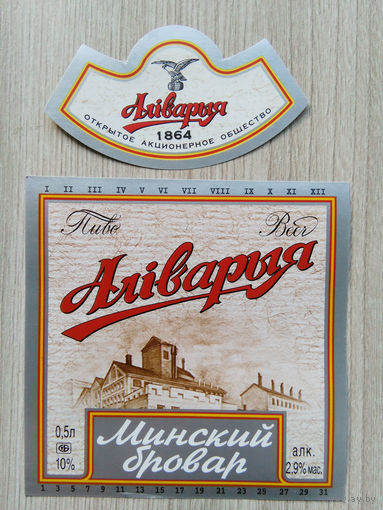 Аліварыя
1864
ОТКРЫТОЕ АКЦИОНЕРНОЕ ОБЩЕСТВО
I II III IV V VI VII VIII IX X XI XII
Пиво Beer
Аліварыя
0,5л
10%
Минский
бровар
алк.
2,9% мас.
1 3 5 7 9 11 13 15 17 19 21 23 25 27 29 31